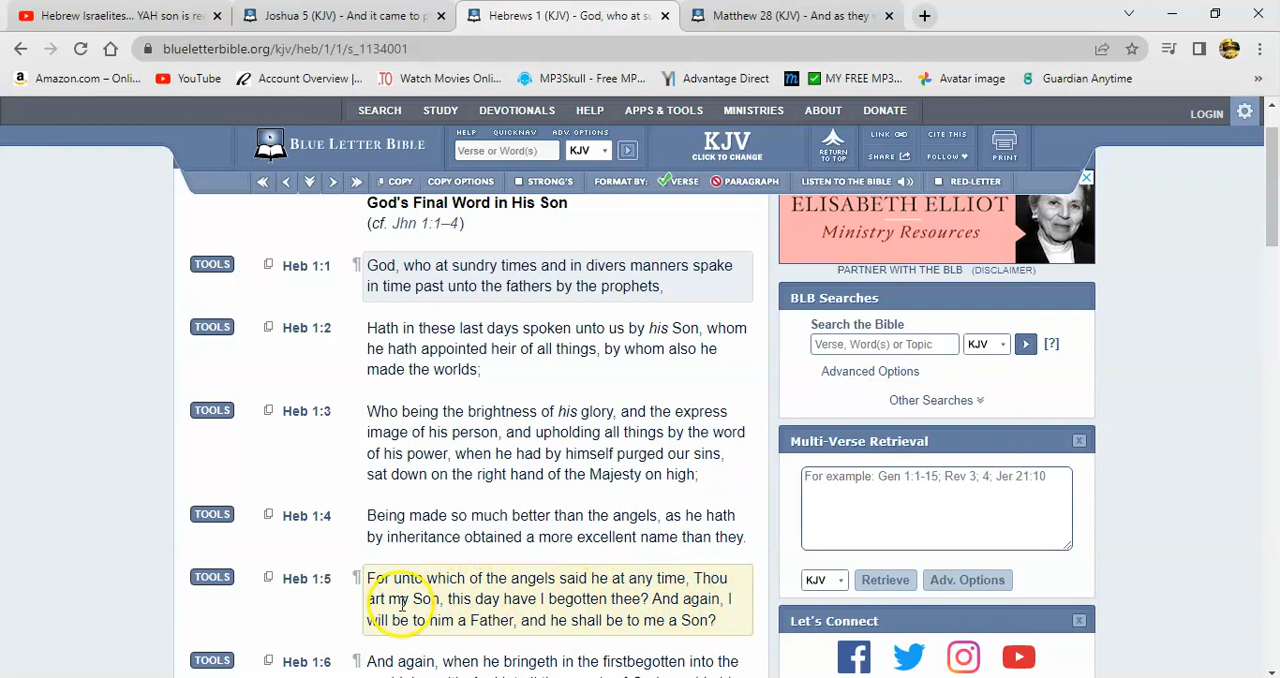 Hebrew Israelites... YAH son is re
Joshua 5 (KJV) - And it came to p
Hebrews 1 (KJV) - God, who at su
Matthew 28 (KJV) - And as they w
blueletterbible.org/kjv/heb/1/1/s_1134001
Amazon.com – Onli...
YouTube
Account Overview |...
Watch Movies Onlin...
MP3Skull - Free MP...
Advantage Direct
MY FREE MP3...
Avatar image
Guardian Anytime
»
SEARCH STUDY DEVOTIONALS HELP APPS & TOOLS MINISTRIES ABOUT DONATE
LOGIN
BLUE LETTER BIBLE
HELP QUICKNAV ADV. OPTIONS
Verse or Word(s)
KJV
KJV
CLICK TO CHANGE
RETURN
TO TOP
LINK
CITE THIS
SHARE
FOLLOW
PRINT
COPY COPY OPTIONS STRONG'S FORMAT BY: VERSE PARAGRAPH LISTEN TO THE BIBLE RED-LETTER
God's Final Word in His Son
(cf. Jhn 1:1–4)
TOOLS Heb 1:1 ¶ God, who at sundry times and in divers manners spake
in time past unto the fathers by the prophets,
TOOLS Heb 1:2 Hath in these last days spoken unto us by his Son, whom
he hath appointed heir of all things, by whom also he
made the worlds;
TOOLS Heb 1:3 Who being the brightness of his glory, and the express
image of his person, and upholding all things by the word
of his power, when he had by himself purged our sins,
sat down on the right hand of the Majesty on high;
TOOLS Heb 1:4 Being made so much better than the angels, as he hath
by inheritance obtained a more excellent name than they.
TOOLS Heb 1:5 ¶ For unto which of the angels said he at any time, Thou
art my Son, this day have I begotten thee? And again, I
will be to him a Father, and he shall be to me a Son?
TOOLS Heb 1:6 ¶ And again, when he bringeth in the firstbegotten into the
ELISABETH ELLIOT
Ministry Resources
PARTNER WITH THE BLB (DISCLAIMER)
BLB Searches
Search the Bible
Verse, Word(s) or Topic
KJV
[?]
Advanced Options
Other Searches
Multi-Verse Retrieval
For example: Gen 1:1-15; Rev 3; 4; Jer 21:10
KJV
Retrieve
Adv. Options
Let's Connect